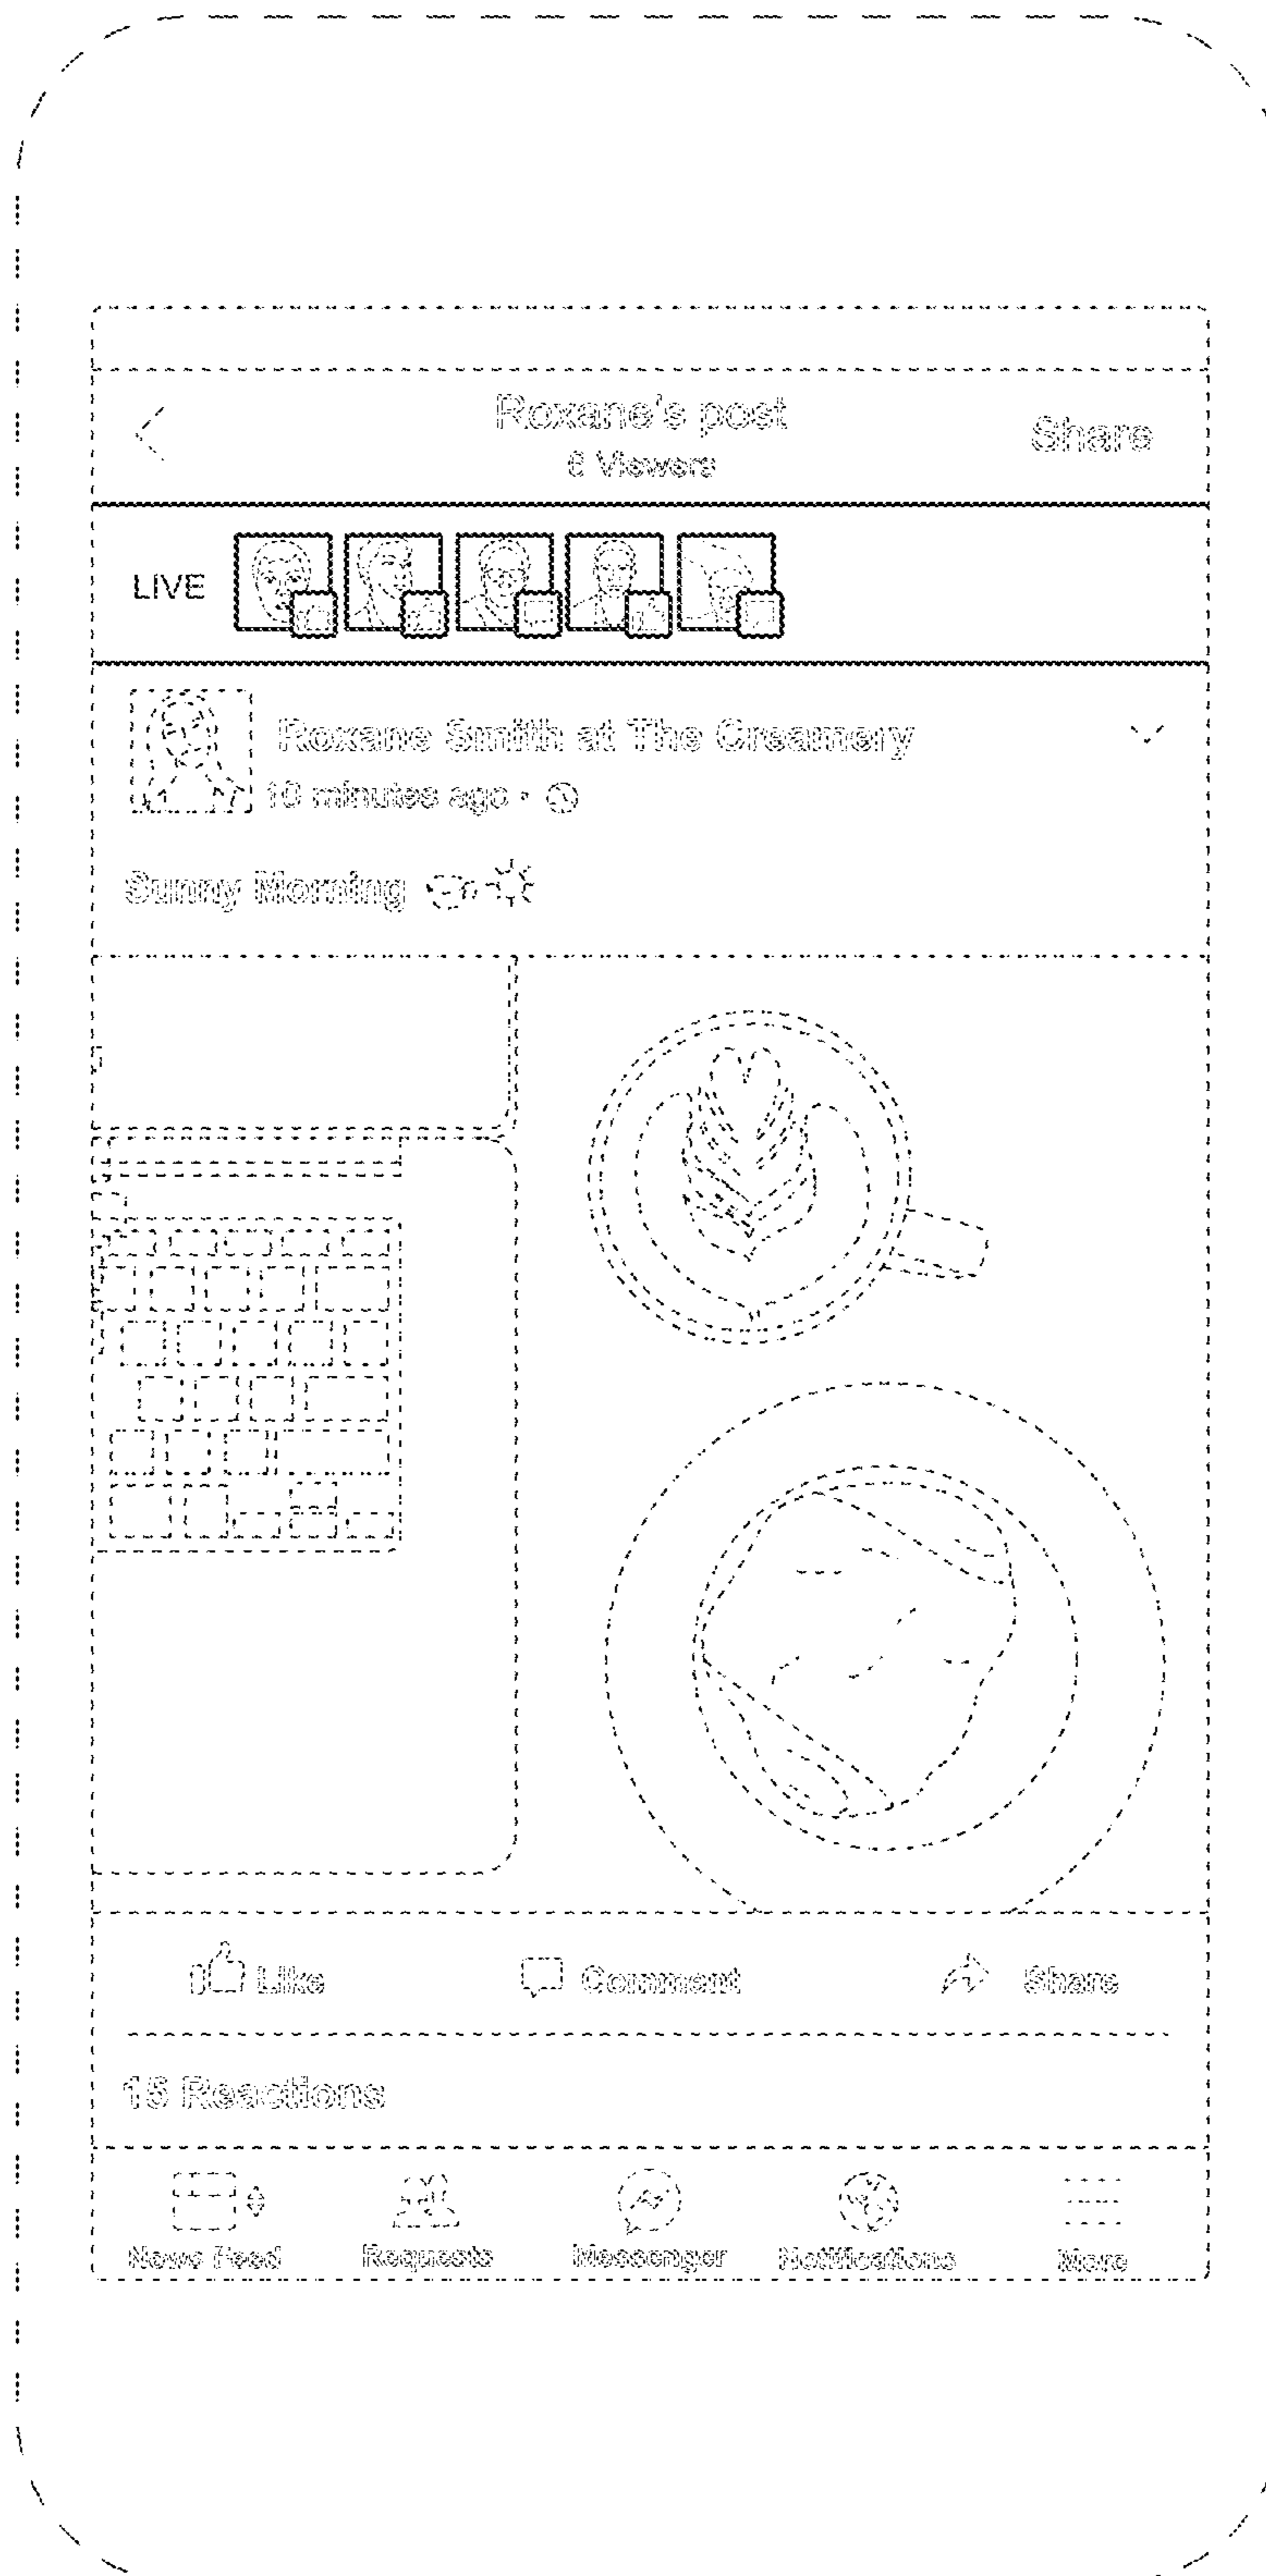 Roxane's post
Share
6 Viewers
LIVE
Roxane Smith at The Creamery
10 minutes ago •
Sunny Morning
Like Comment Share
15 Reactions
News Feed Requests Messenger Notifications More